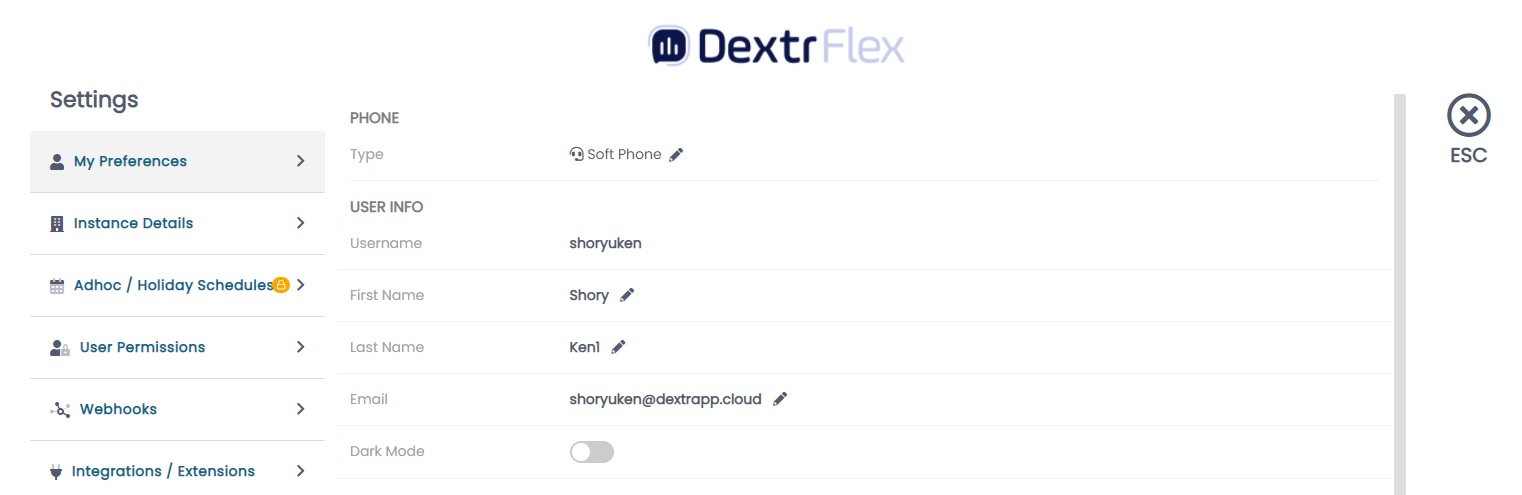 DextrFlex
Settings
ESC
My Preferences
Instance Details
Adhoc / Holiday Schedules
User Permissions
Webhooks
Integrations / Extensions
PHONE
Type Soft Phone
USER INFO
Username shoryuken
First Name Shory
Last Name Ken1
Email shoryuken@dextrapp.cloud
Dark Mode